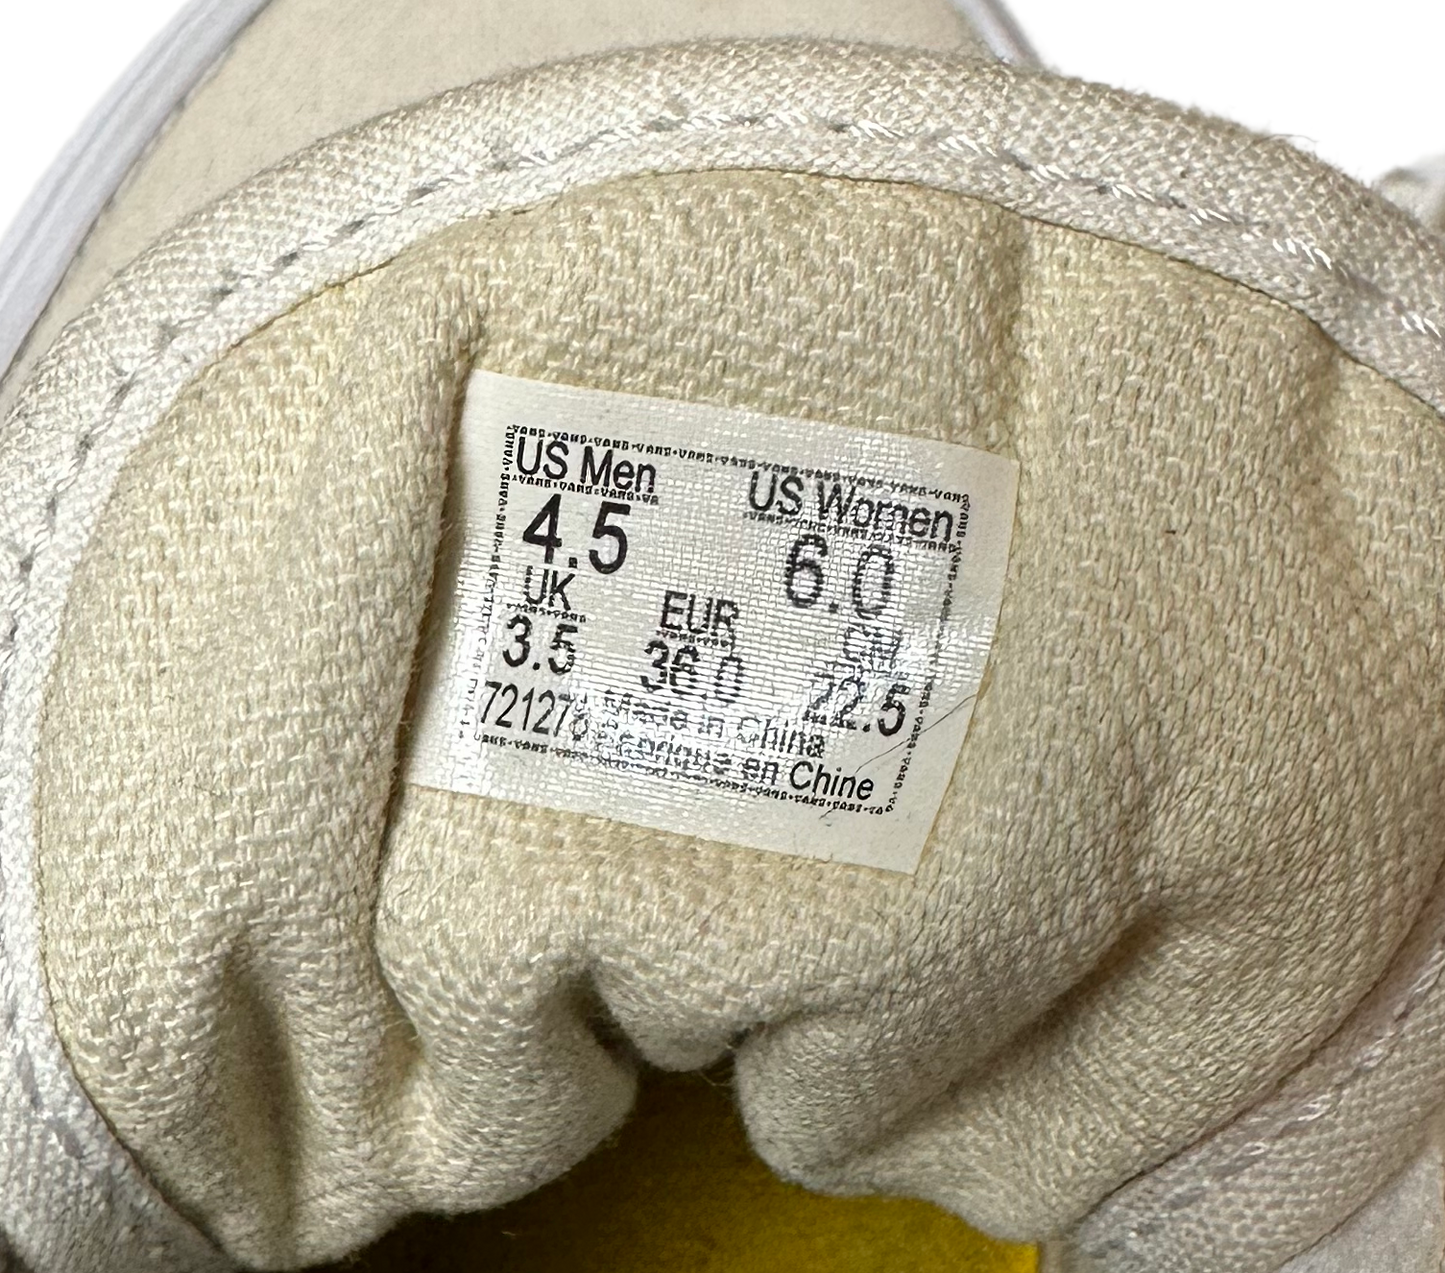 US Men US Women
4.5 6.0
UK EUR
3.5 36.0 22.5
721278 Made in China
Fabriqué en Chine